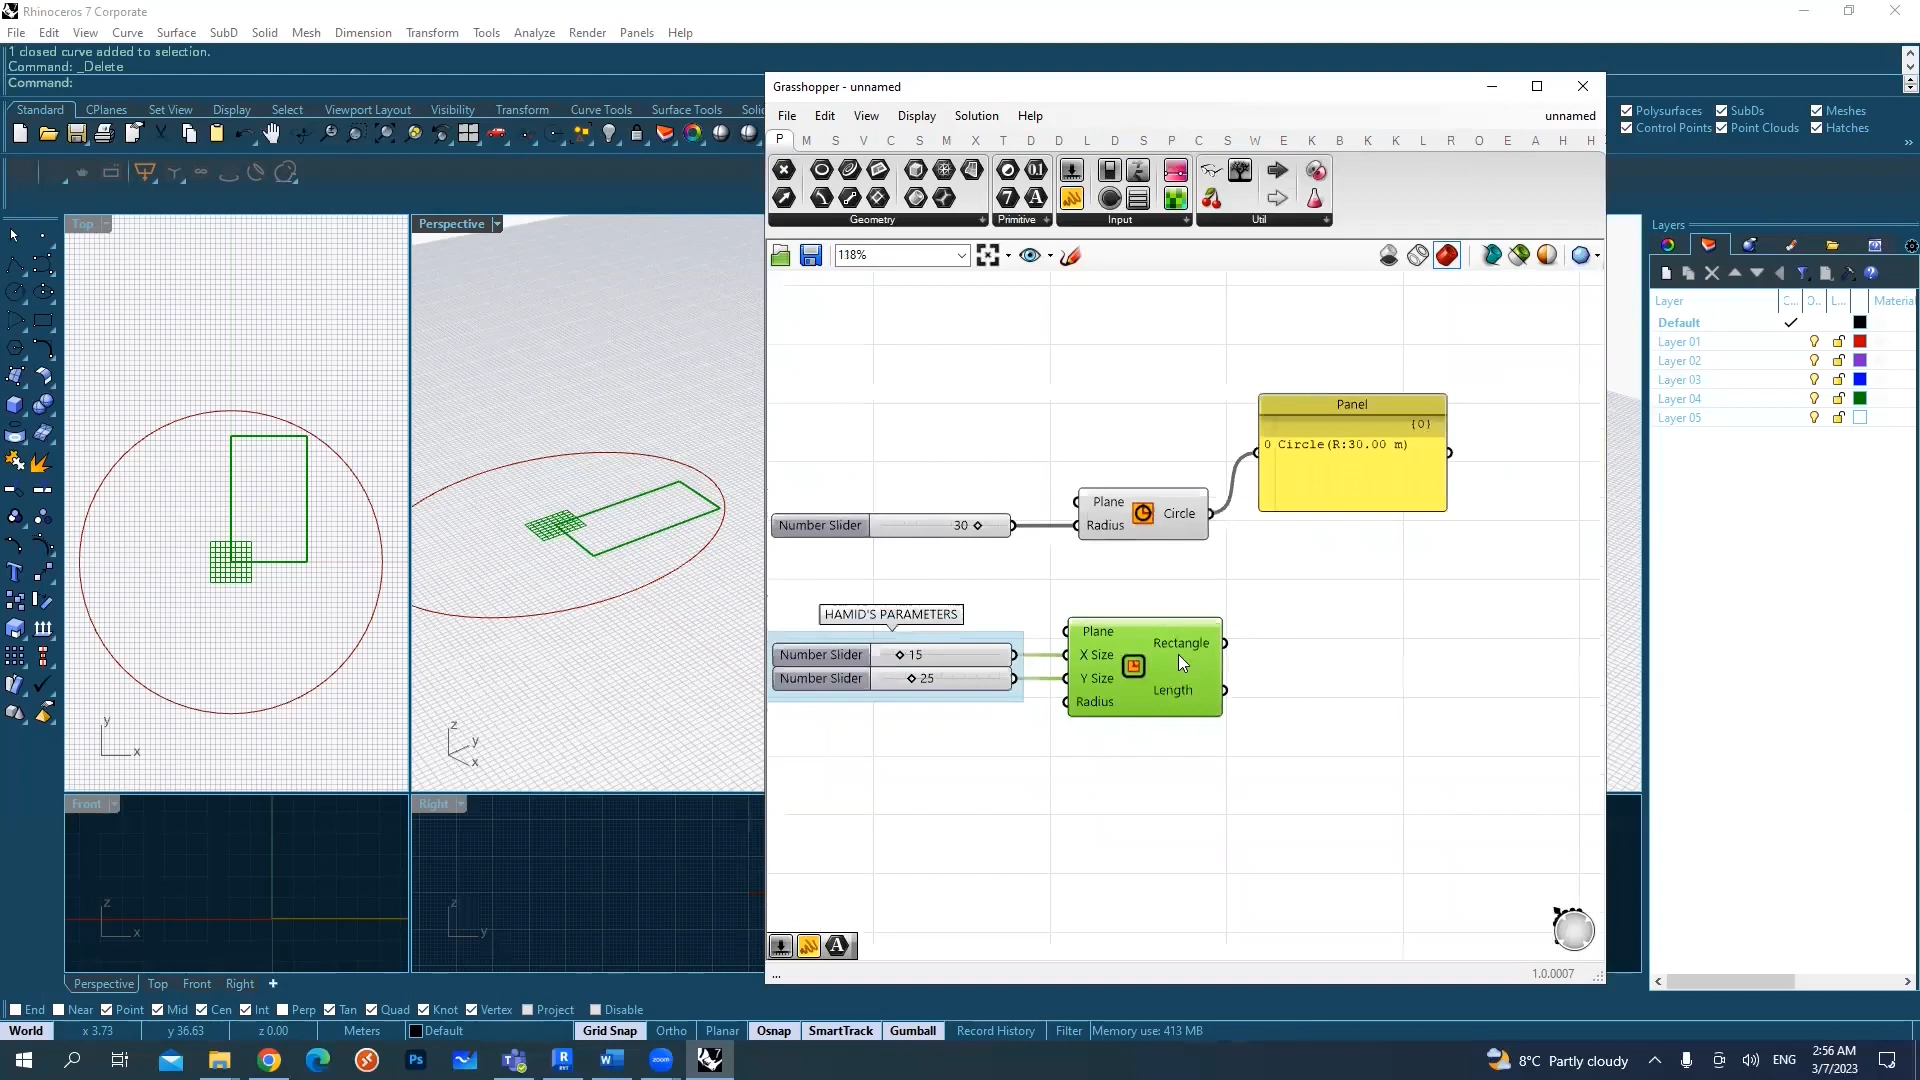 Rhinoceros 7 Corporate
File Edit View Curve Surface SubD Solid Mesh Dimension Transform Tools Analyze Render Panels Help
1 closed curve added to selection.
Command: _Delete
Command:
Standard CPlanes Set View Display Select Viewport Layout Visibility Transform Curve Tools Surface Tools
Polysurfaces SubDs Meshes
Control Points Point Clouds Hatches
Grasshopper - unnamed
File Edit View Display Solution Help unnamed
P M S V C S M X T D D L D S P C S W E K K L R O E A H H
Geometry Primitive Input Util
118%
Top
Perspective
Front
Right
Panel
{0}
0 Circle(R:30.00 m)
Plane
Radius
Circle
Number Slider 30
HAMID'S PARAMETERS
Number Slider 15
Number Slider 25
Plane
X Size
Y Size
Radius
Rectangle
Length
...
1.0.0007
Layers
Layer C... O.. L... Material
Default
Layer 01
Layer 02
Layer 03
Layer 04
Layer 05
y x
z y x
z x
z y
Perspective Top Front Right
End Near Point Mid Cen Int Perp Tan Quad Knot Vertex Project Disable
World x 3.73 y 36.63 z 0.00 Meters Default Grid Snap Ortho Planar Osnap SmartTrack Gumball Record History Filter Memory use: 413 MB
8°C Partly cloudy ENG 2:56 AM
3/7/2023